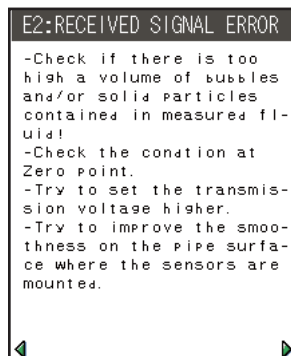 E2:RECEIVED SIGNAL ERROR
-Check if there is too
high a volume of bubbles
and/or solid particles
contained in measured fl-
uid!
-Check the condtion at
Zero point.
-Try to set the transmis-
sion voltage higher.
-Try to improve the smoo-
thness on the pipe surfa-
ce where the sensors are
mounted.